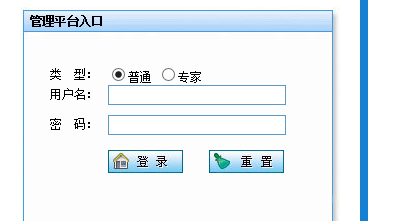 管理平台入口
类 型: 普通 专家
用户名:
密 码:
登 录 重 置